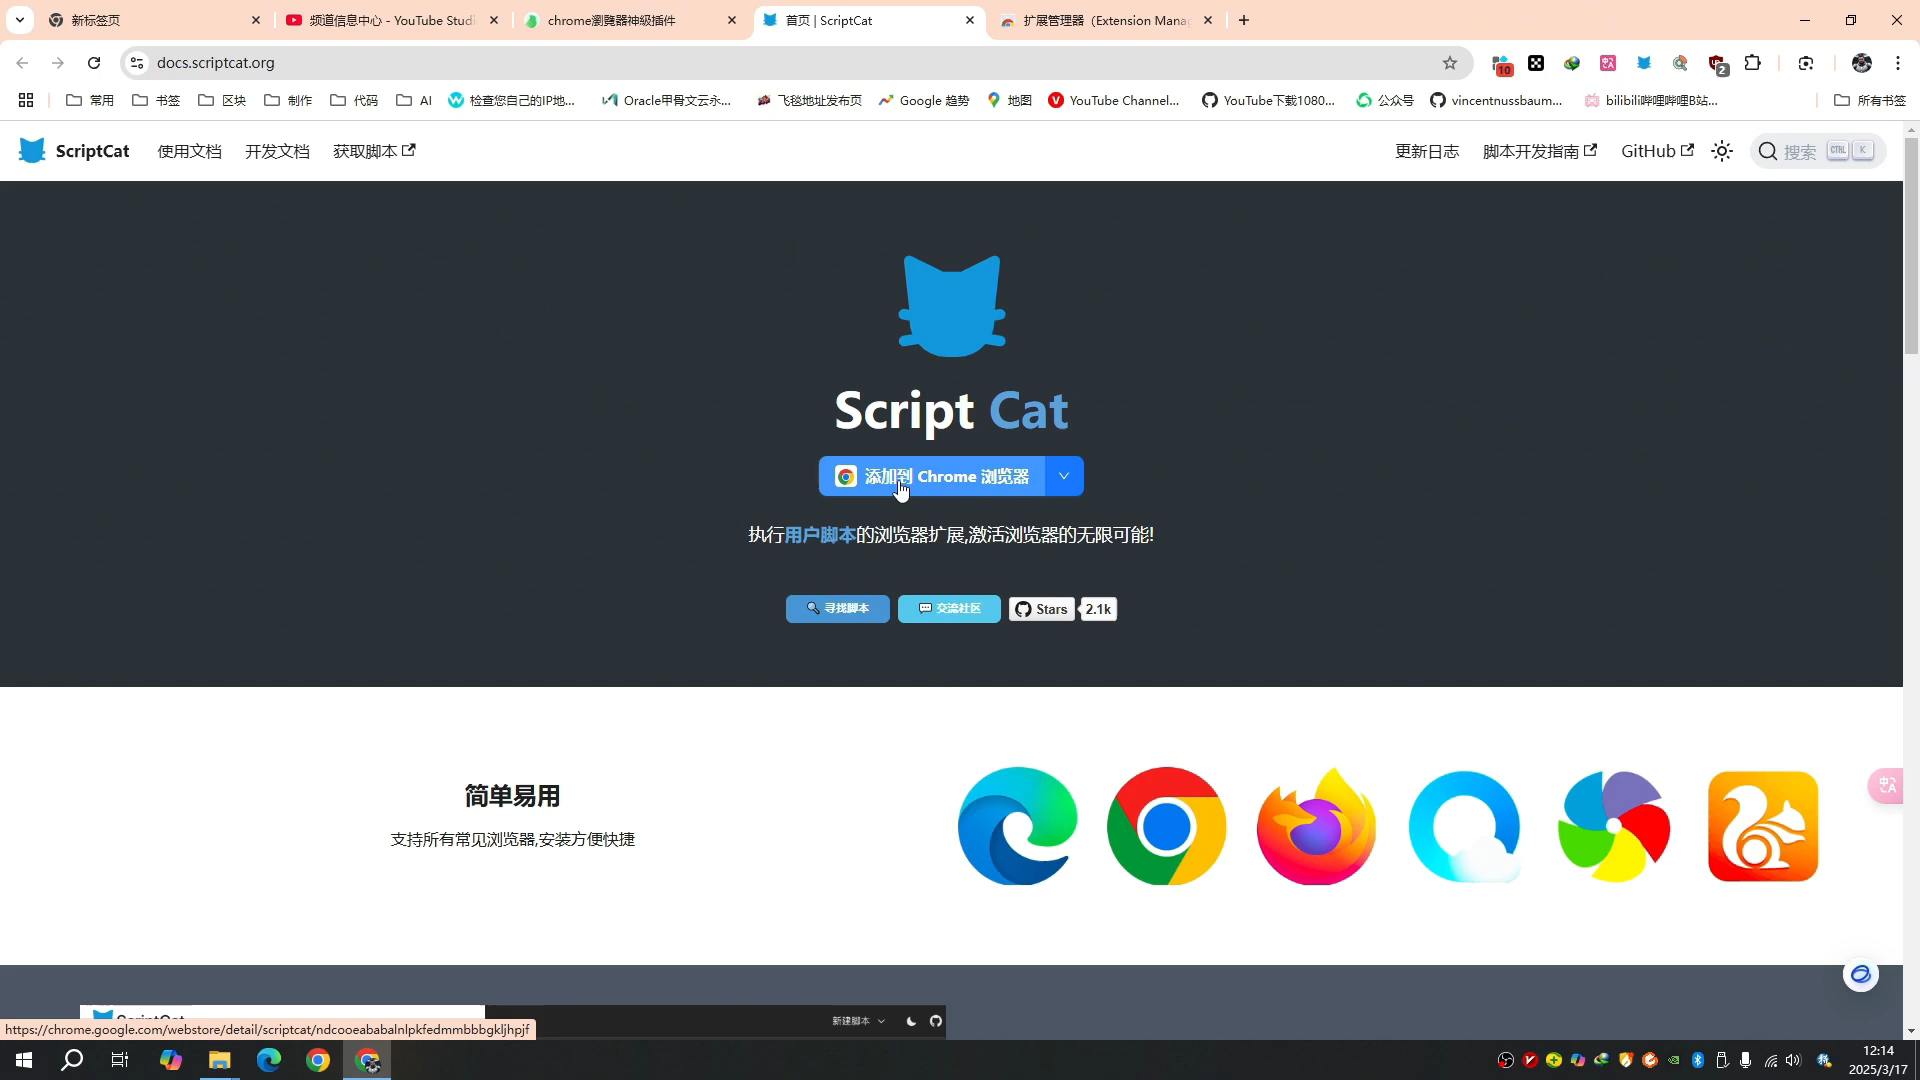 新标签页
频道信息中心 - YouTube Studi
chrome瀏覽器神級插件
首页 | ScriptCat
扩展管理器（Extension Manag
docs.scriptcat.org
10
2
常用
书签
区块
制作
代码
AI
检查您自己的IP地...
Oracle甲骨文云永...
飞毯地址发布页
Google 趋势
地图
YouTube Channel...
YouTube下载1080...
公众号
vincentnussbaum...
bilibili哔哩哔哩B站...
所有书签
ScriptCat
使用文档
开发文档
获取脚本
更新日志
脚本开发指南
GitHub
搜索
CTRL K
Script Cat
添加到 Chrome 浏览器
执行用户脚本的浏览器扩展,激活浏览器的无限可能!
寻找脚本
交流社区
Stars
2.1k
简单易用
支持所有常见浏览器,安装方便快捷
ScriptCat
新建脚本
https://chrome.google.com/webstore/detail/scriptcat/ndcooeababalnlpkfedmmbbbgkljhpjf
12:14
2025/3/17